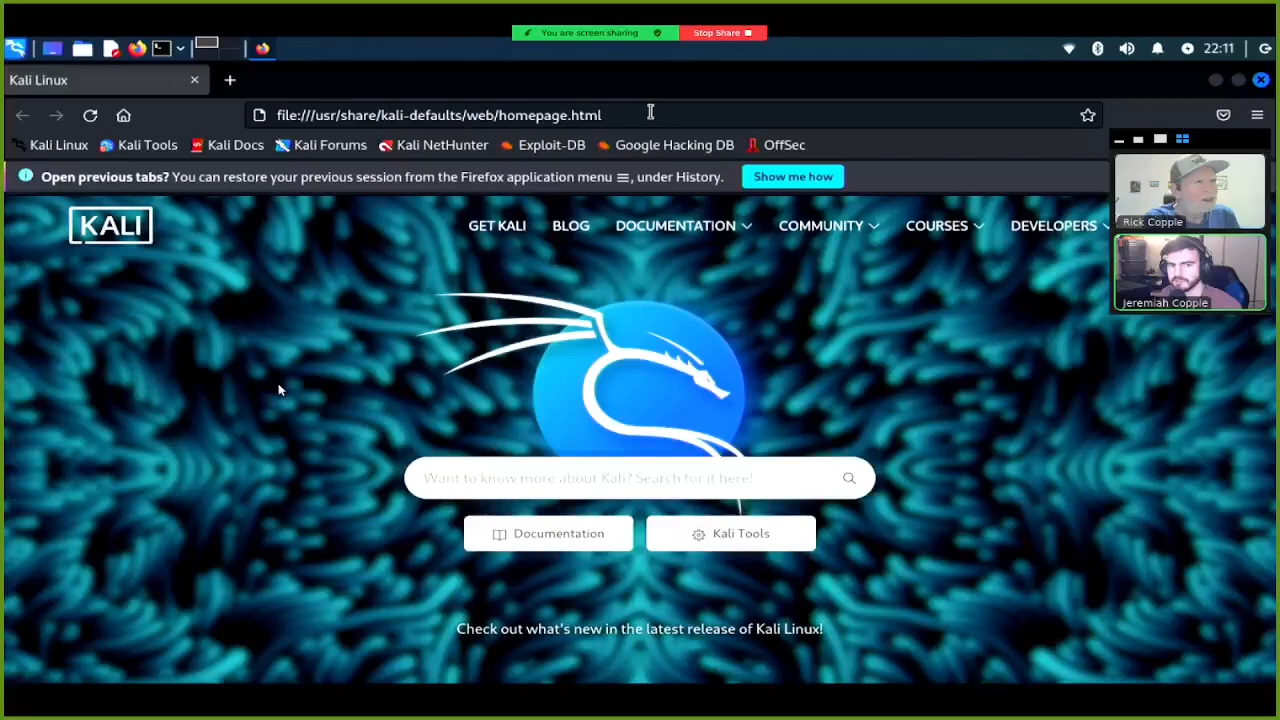 You are screen sharing
Stop Share
22:11
Kali Linux
file:///usr/share/kali-defaults/web/homepage.html
Kali Linux
Kali Tools
Kali Docs
Kali Forums
Kali NetHunter
Exploit-DB
Google Hacking DB
OffSec
Open previous tabs? You can restore your previous session from the Firefox application menu ☰, under History.
Show me how
KALI
GET KALI
BLOG
DOCUMENTATION
COMMUNITY
COURSES
DEVELOPERS
Rick Copple
Jeremiah Copple
Want to know more about Kali? Search for it here!
Documentation
Kali Tools
Check out what's new in the latest release of Kali Linux!